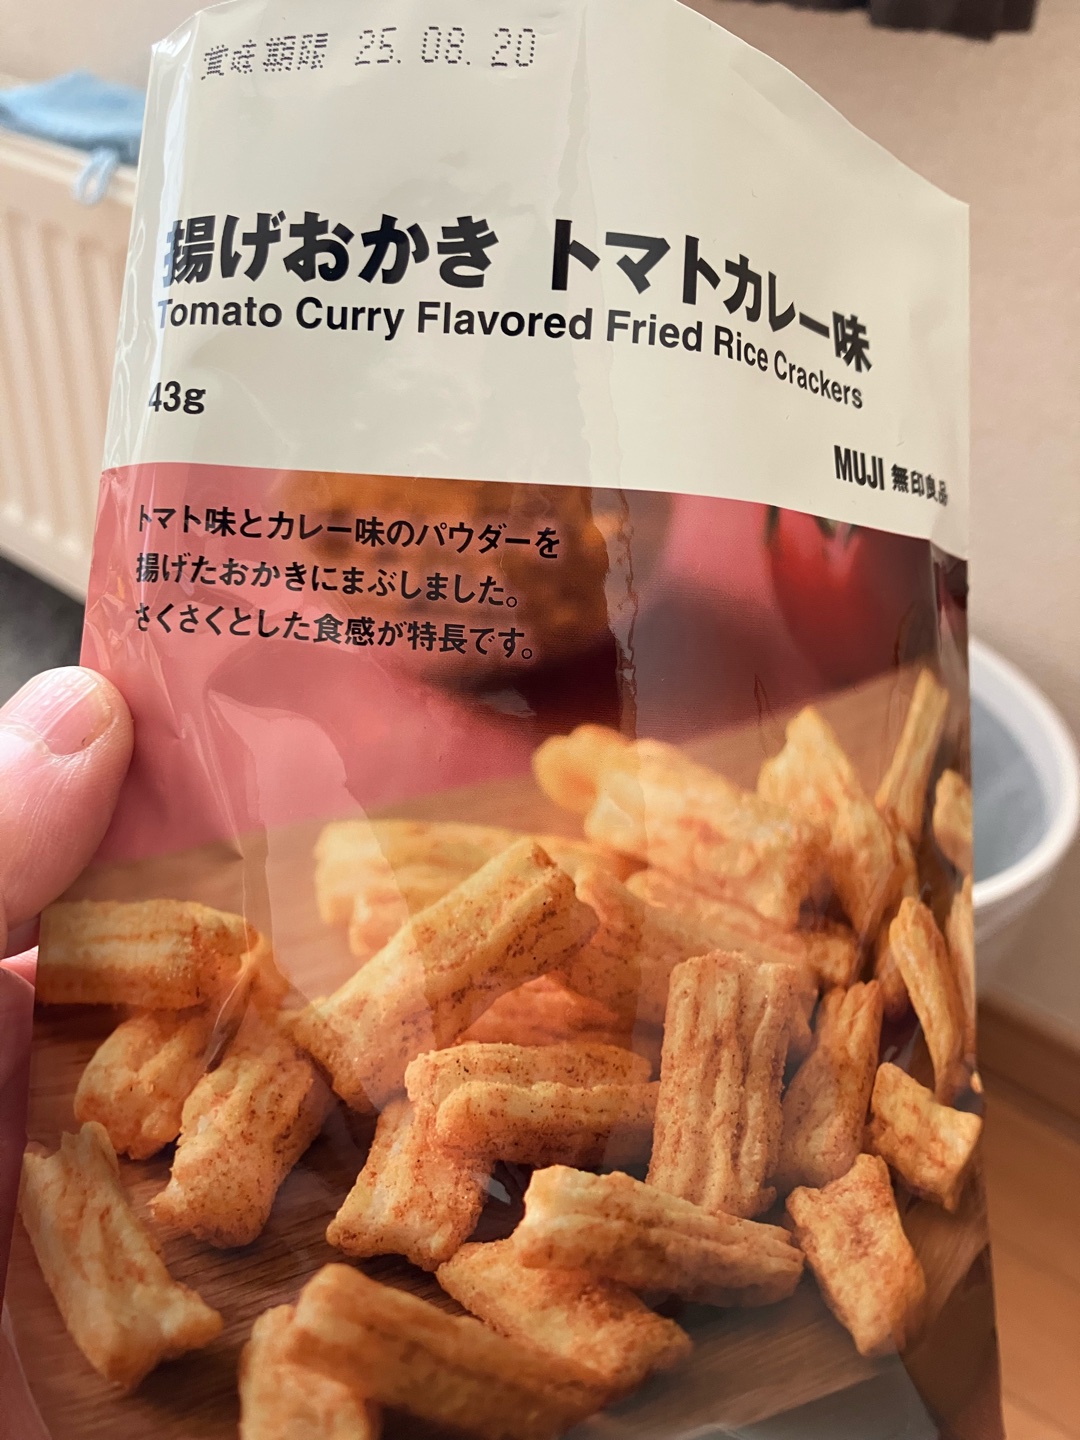 賞味期限 25.08.20
揚げおかき トマトカレー味
Tomato Curry Flavored Fried Rice Crackers
43g
MUJI 無印良品
トマト味とカレー味のパウダーを
揚げたおかきにまぶしました。
さくさくとした食感が特長です。